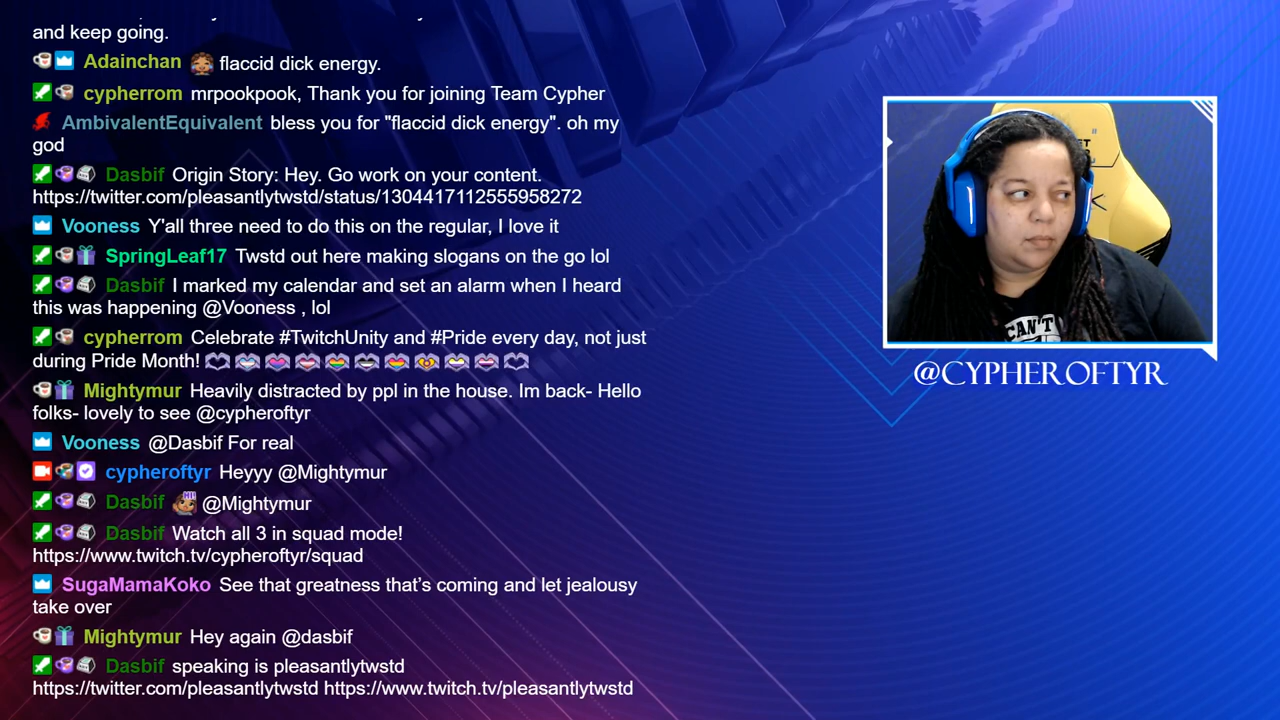 and keep going.
Adainchan flaccid dick energy.
cypherrom mrpookpook, Thank you for joining Team Cypher
AmbivalentEquivalent bless you for "flaccid dick energy". oh my
god
Dasbif Origin Story: Hey. Go work on your content.
https://twitter.com/pleasantlytwstd/status/1304417112555958272
Vooness Y'all three need to do this on the regular, I love it
SpringLeaf17 Twstd out here making slogans on the go lol
Dasbif I marked my calendar and set an alarm when I heard
this was happening @Vooness , lol
cypherrom Celebrate #TwitchUnity and #Pride every day, not just
during Pride Month!
Mightymur Heavily distracted by ppl in the house. Im back- Hello
folks- lovely to see @cypheroftyr
Vooness @Dasbif For real
cypheroftyr Heyyy @Mightymur
Dasbif HI! @Mightymur
Dasbif Watch all 3 in squad mode!
https://www.twitch.tv/cypheroftyr/squad
SugaMamaKoko See that greatness that's coming and let jealousy
take over
Mightymur Hey again @dasbif
Dasbif speaking is pleasantlytwstd
https://twitter.com/pleasantlytwstd https://www.twitch.tv/pleasantlytwstd
CAN'T
@CYPHEROFTYR